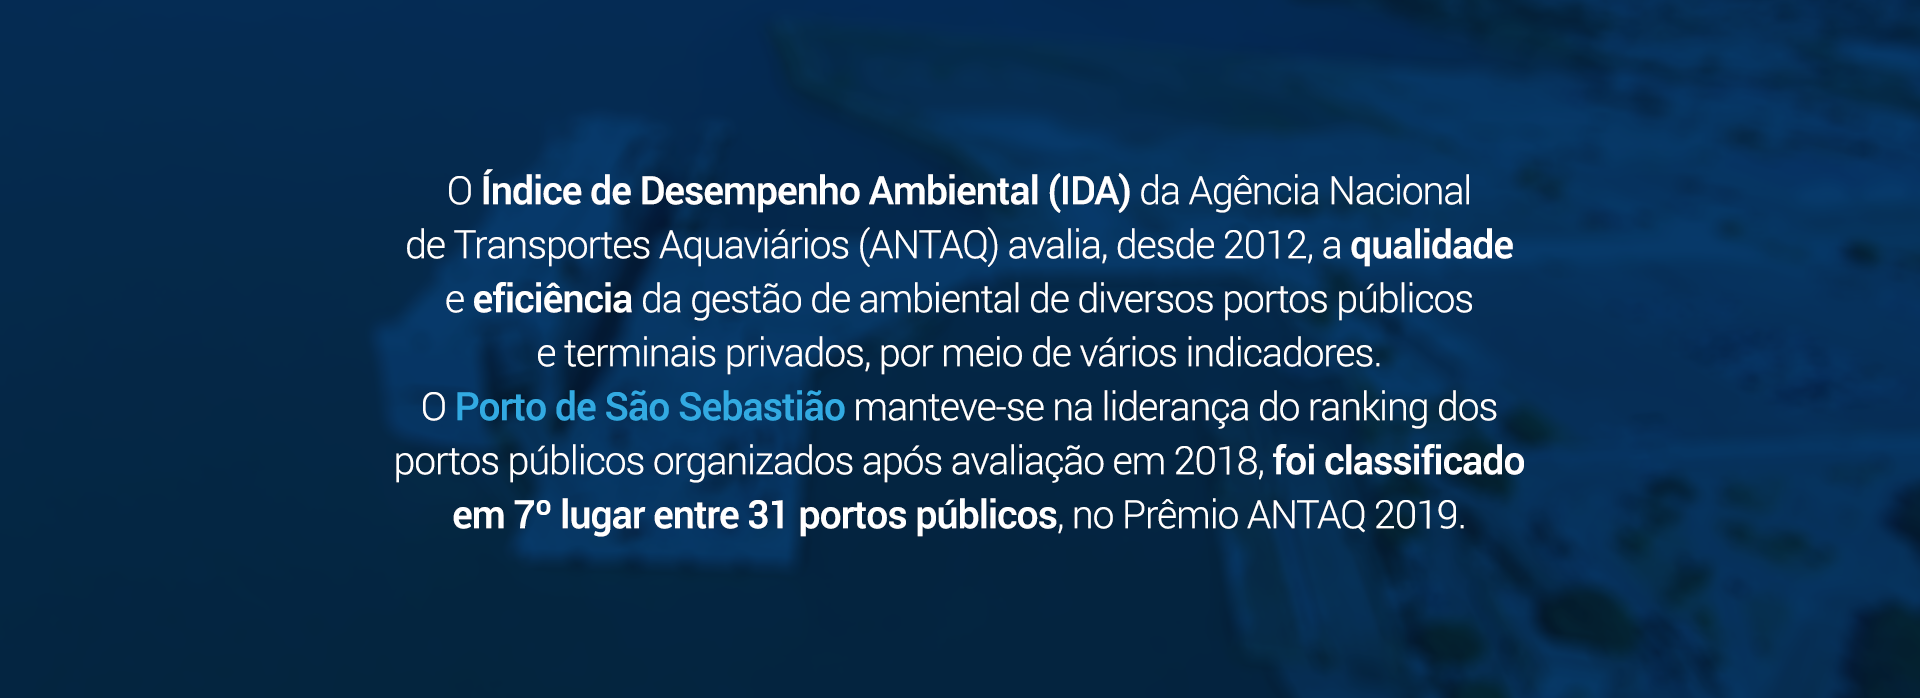 O Índice de Desempenho Ambiental (IDA) da Agência Nacional
de Transportes Aquaviários (ANTAQ) avalia, desde 2012, a qualidade
e eficiência da gestão de ambiental de diversos portos públicos
e terminais privados, por meio de vários indicadores.
O Porto de São Sebastião manteve-se na liderança do ranking dos
portos públicos organizados após avaliação em 2018, foi classificado
em 7º lugar entre 31 portos públicos, no Prêmio ANTAQ 2019.